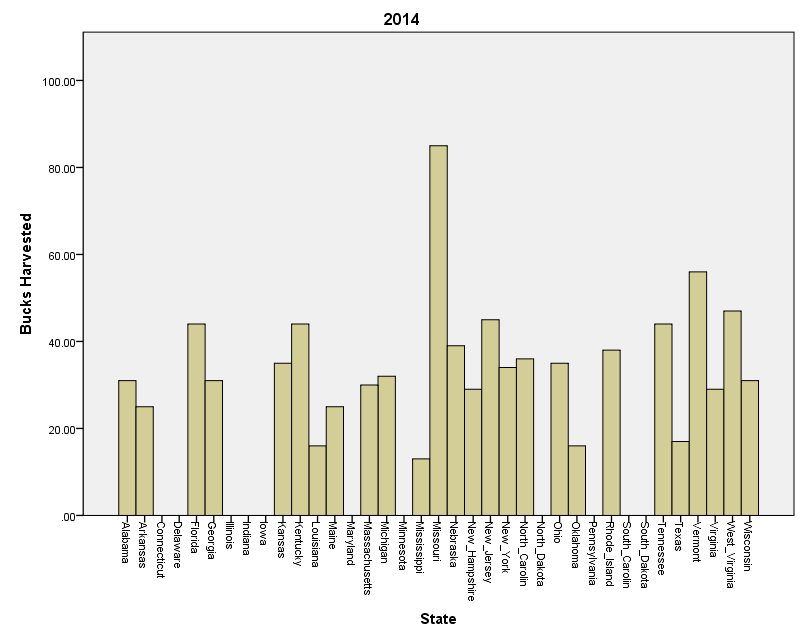 2014
100.00
80.00
60.00
40.00
20.00
.00
Bucks Harvested
Alabama
Arkansas
Connecticut
Delaware
Florida
Georgia
Illinois
Indiana
Iowa
Kansas
Kentucky
Louisiana
Maine
Maryland
Massachusetts
Michigan
Minnesota
Mississippi
Missouri
Nebraska
New_Hampshire
New_Jersey
New_York
North_Carolin
North_Dakota
Ohio
Oklahoma
Pennsylvania
Rhode_Island
South_Carolin
South_Dakota
Tennessee
Texas
Vermont
Virginia
West_Virginia
Wisconsin
State